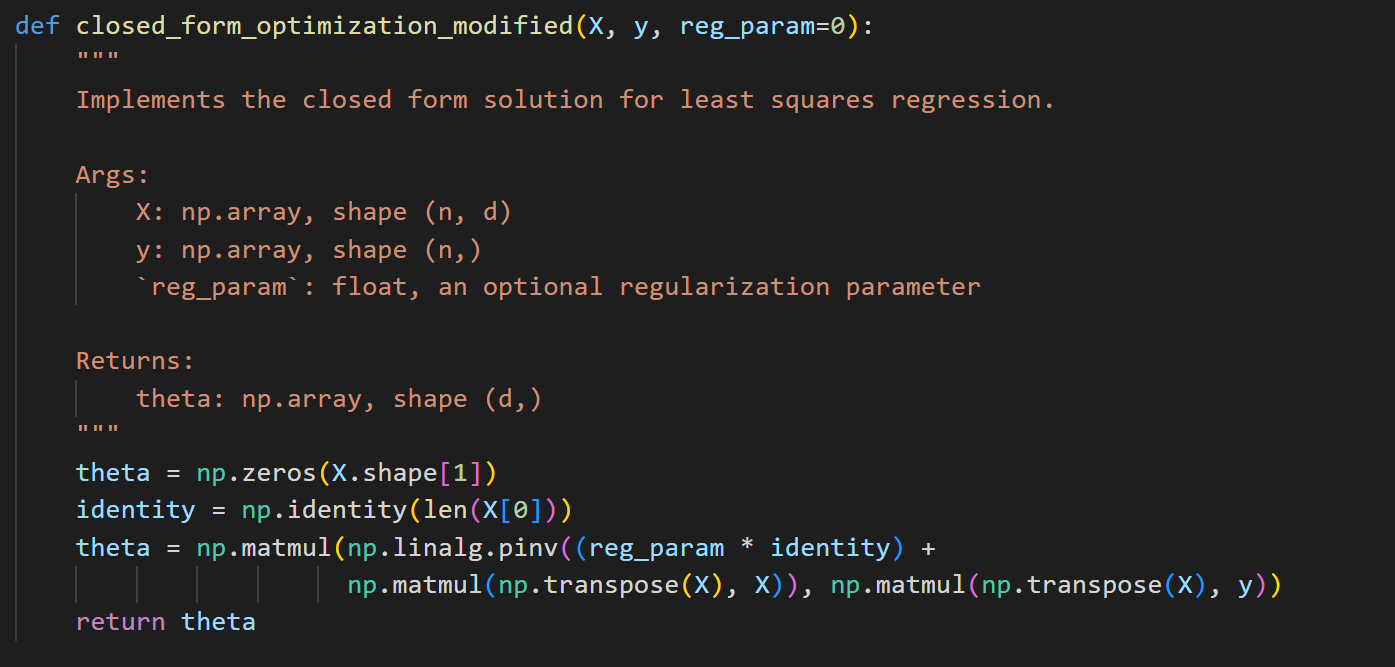 def closed_form_optimization_modified(X, y, reg_param=0):
    """
    Implements the closed form solution for least squares regression.

    Args:
        X: np.array, shape (n, d)
        y: np.array, shape (n,)
        `reg_param`: float, an optional regularization parameter

    Returns:
        theta: np.array, shape (d,)
    """
    theta = np.zeros(X.shape[1])
    identity = np.identity(len(X[0]))
    theta = np.matmul(np.linalg.pinv((reg_param * identity) +
                      np.matmul(np.transpose(X), X)), np.matmul(np.transpose(X), y))
    return theta